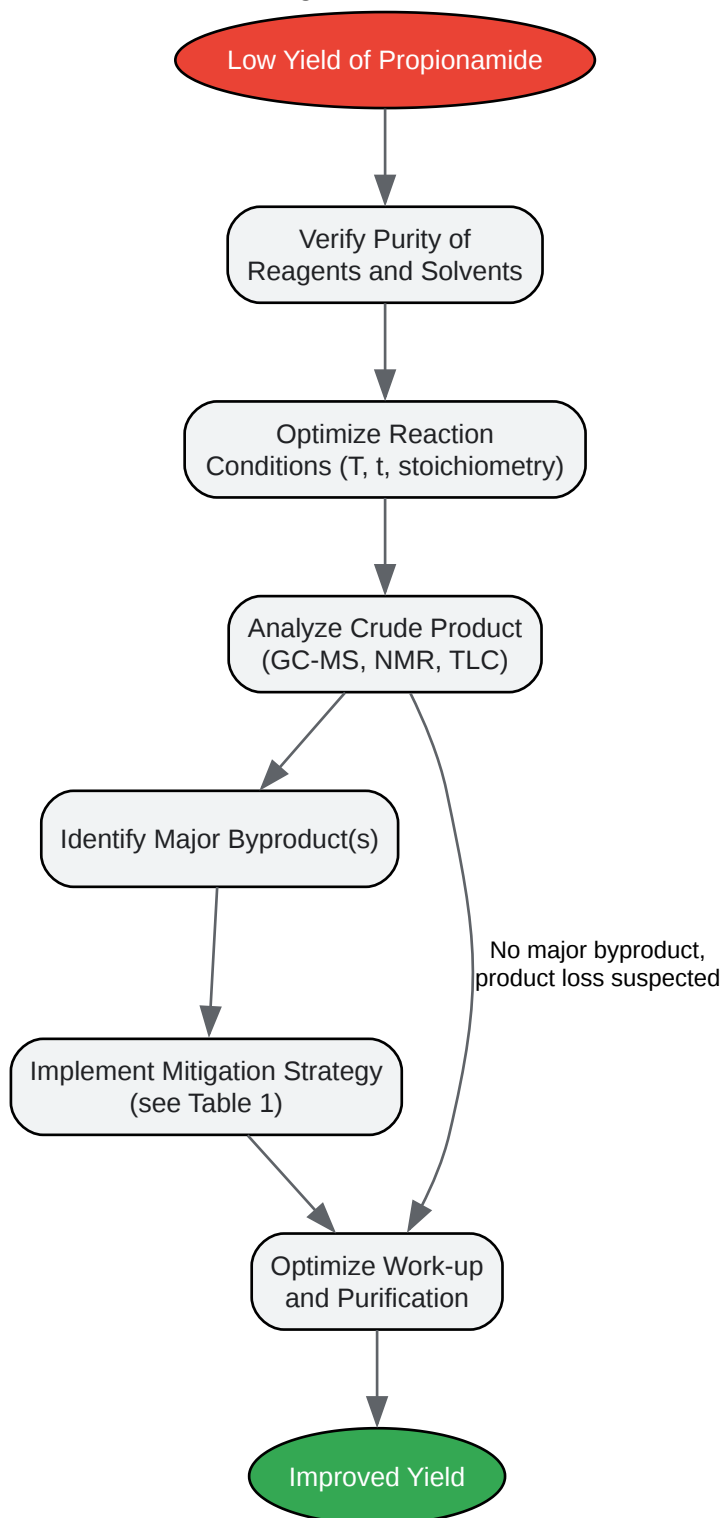 Low Yield of Propionamide
Verify Purity of
Reagents and Solvents
Optimize Reaction
Conditions (T, t, stoichiometry)
Analyze Crude Product
(GC-MS, NMR, TLC)
Identify Major Byproduct(s)
No major byproduct,
product loss suspected
Implement Mitigation Strategy
(see Table 1)
Optimize Work-up
and Purification
Improved Yield